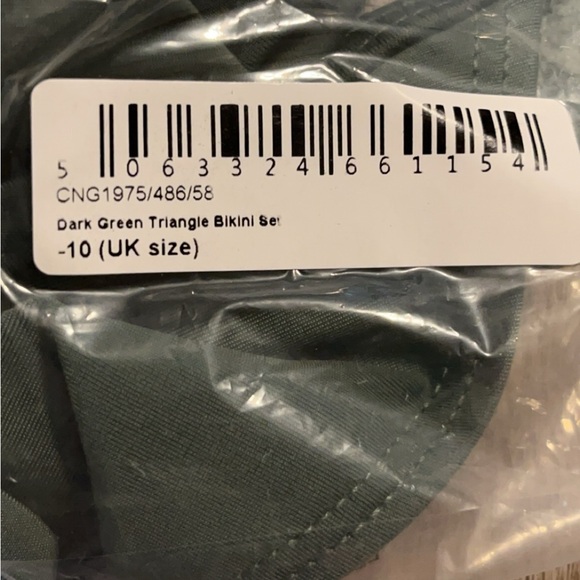 5 063324 661154
CNG1975/486/58
Dark Green Triangle Bikini Set
-10 (UK size)